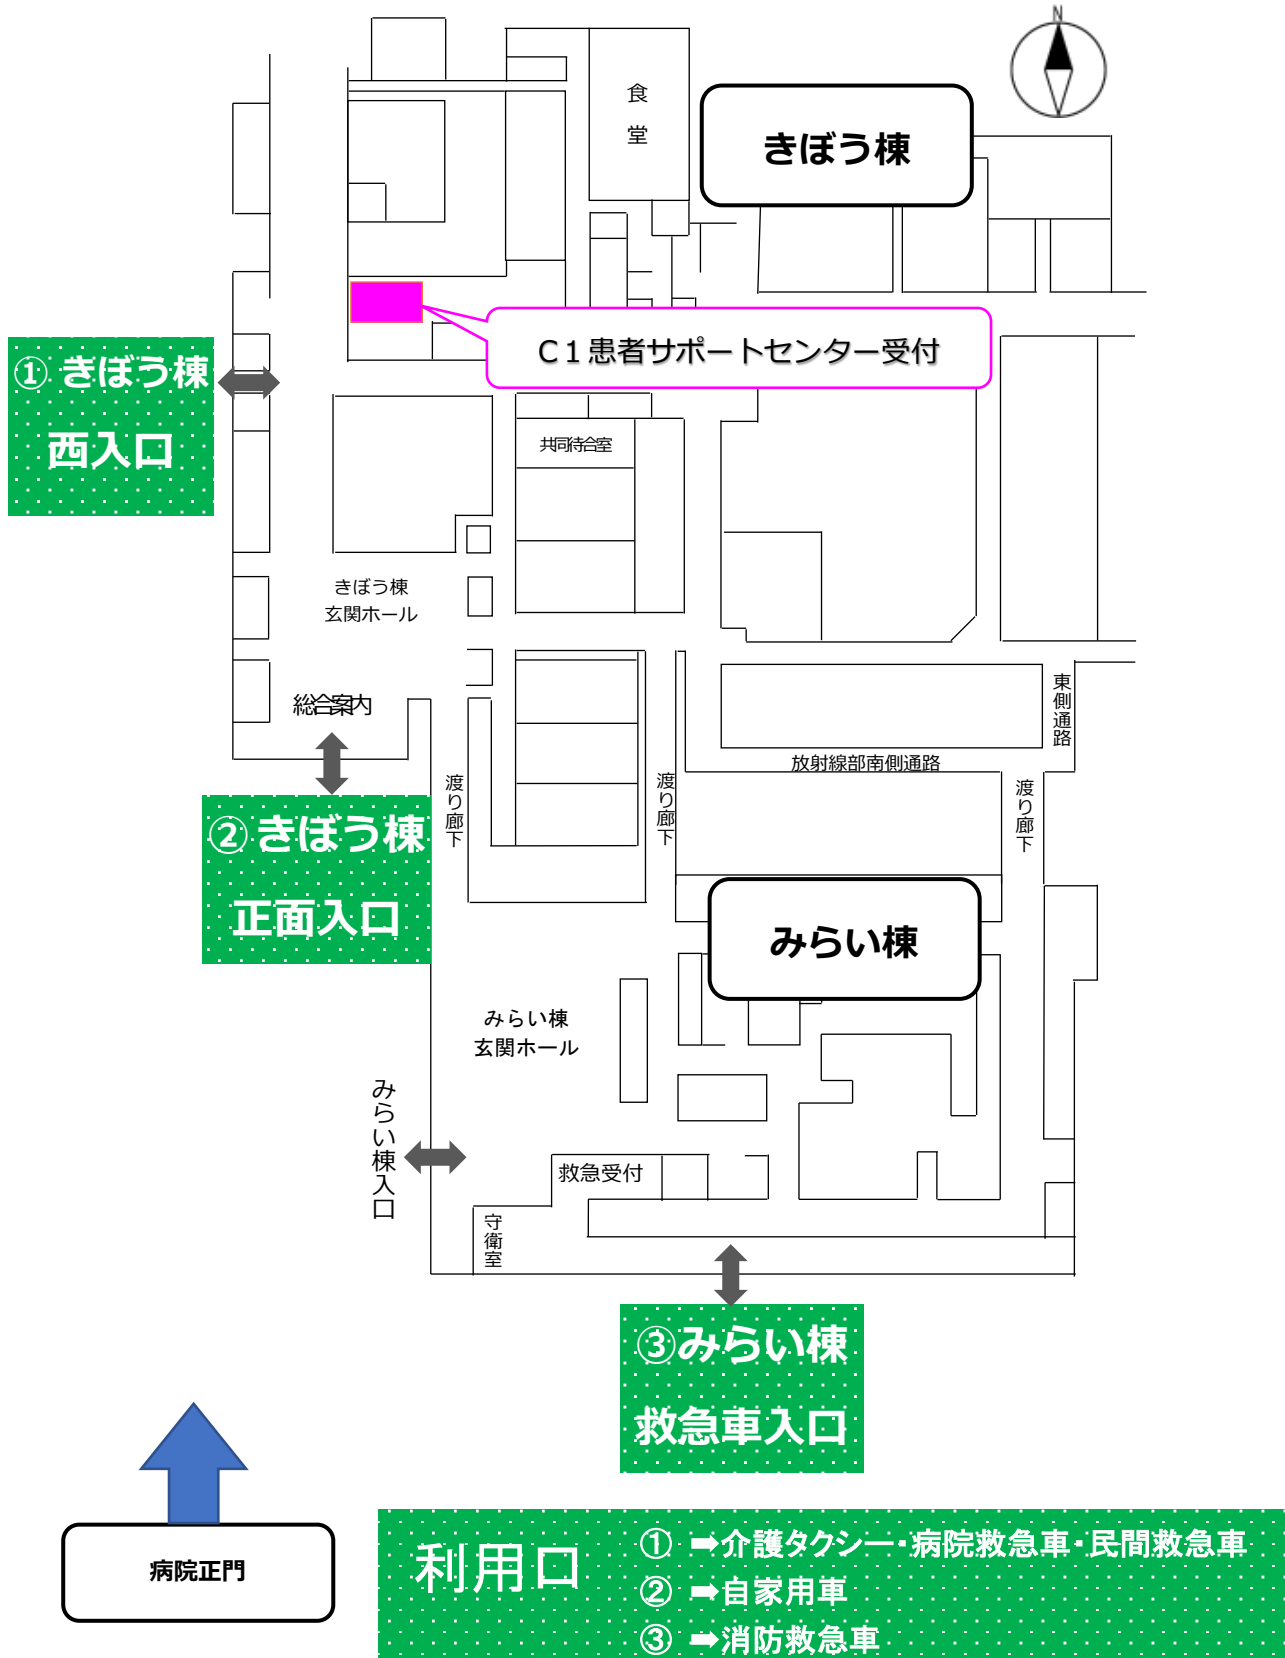 N
食
堂
きぼう棟
C1患者サポートセンター受付
① きぼう棟
西入口
共同待合室
きぼう棟
玄関ホール
総合案内
東側通路
放射線部南側通路
渡り廊下
渡り廊下
渡り廊下
② きぼう棟
正面入口
みらい棟
みらい棟
玄関ホール
みらい棟入口
救急受付
守衛室
③みらい棟
救急車入口
病院正門
利用口
① ➡介護タクシー・病院救急車・民間救急車
② ➡自家用車
③ ➡消防救急車